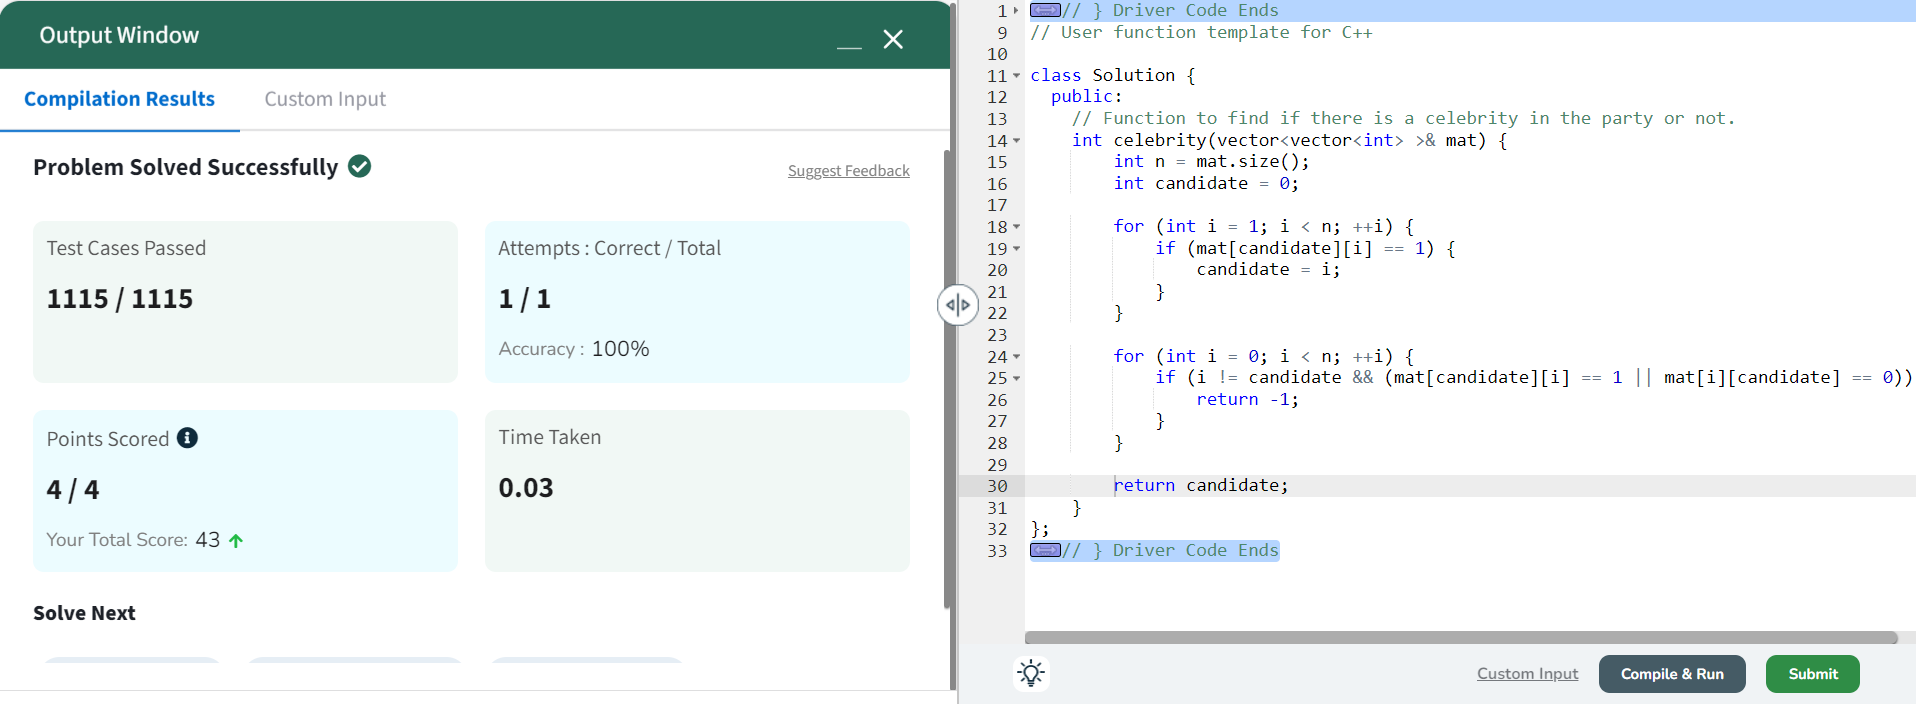 Output Window
Compilation Results
Custom Input
Problem Solved Successfully
Suggest Feedback
Test Cases Passed
1115 / 1115
Attempts : Correct / Total
1 / 1
Accuracy : 100%
Points Scored
4 / 4
Your Total Score: 43
Time Taken
0.03
Solve Next
1 // } Driver Code Ends
9 // User function template for C++
10
11 class Solution {
12 public:
13 // Function to find if there is a celebrity in the party or not.
14 int celebrity(vector<vector<int> >& mat) {
15 int n = mat.size();
16 int candidate = 0;
17
18 for (int i = 1; i < n; ++i) {
19 if (mat[candidate][i] == 1) {
20 candidate = i;
21 }
22 }
23
24 for (int i = 0; i < n; ++i) {
25 if (i != candidate && (mat[candidate][i] == 1 || mat[i][candidate] == 0))
26 return -1;
27 }
28 }
29
30 return candidate;
31 }
32 };
33 // } Driver Code Ends
Custom Input
Compile & Run
Submit